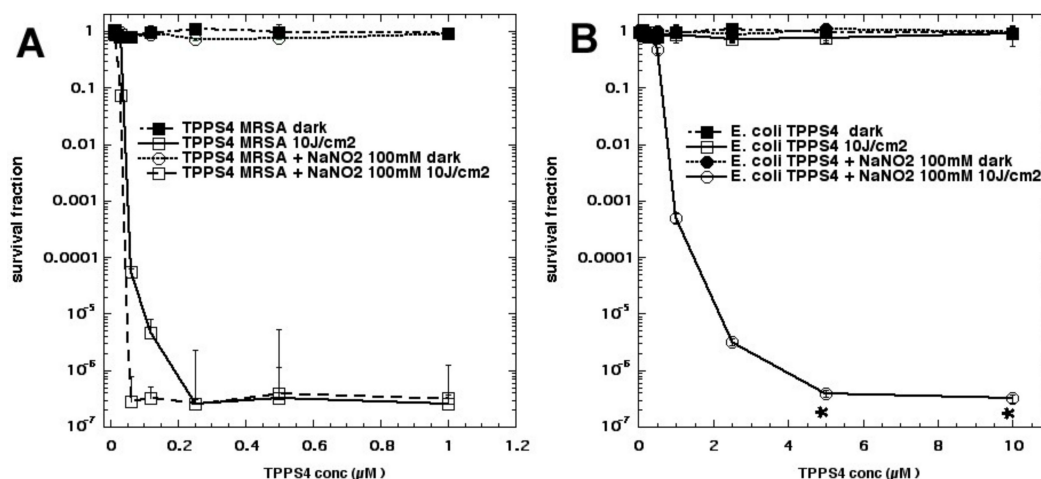 A
survival fraction
1
0.1
0.01
0.001
0.0001
10-5
10-6
10-7
TPPS4 MRSA dark
TPPS4 MRSA 10J/cm2
TPPS4 MRSA + NaNO2 100mM dark
TPPS4 MRSA + NaNO2 100mM 10J/cm2
0 0.2 0.4 0.6 0.8 1 1.2
TPPS4 conc (µM )
B
survival fraction
1
0.1
0.01
0.001
0.0001
10-5
10-6
10-7
E. coli TPPS4 dark
E. coli TPPS4 10J/cm2
E. coli TPPS4 + NaNO2 100mM dark
E. coli TPPS4 + NaNO2 100mM 10J/cm2
* *
0 2 4 6 8 10
TPPS4 conc (µM )